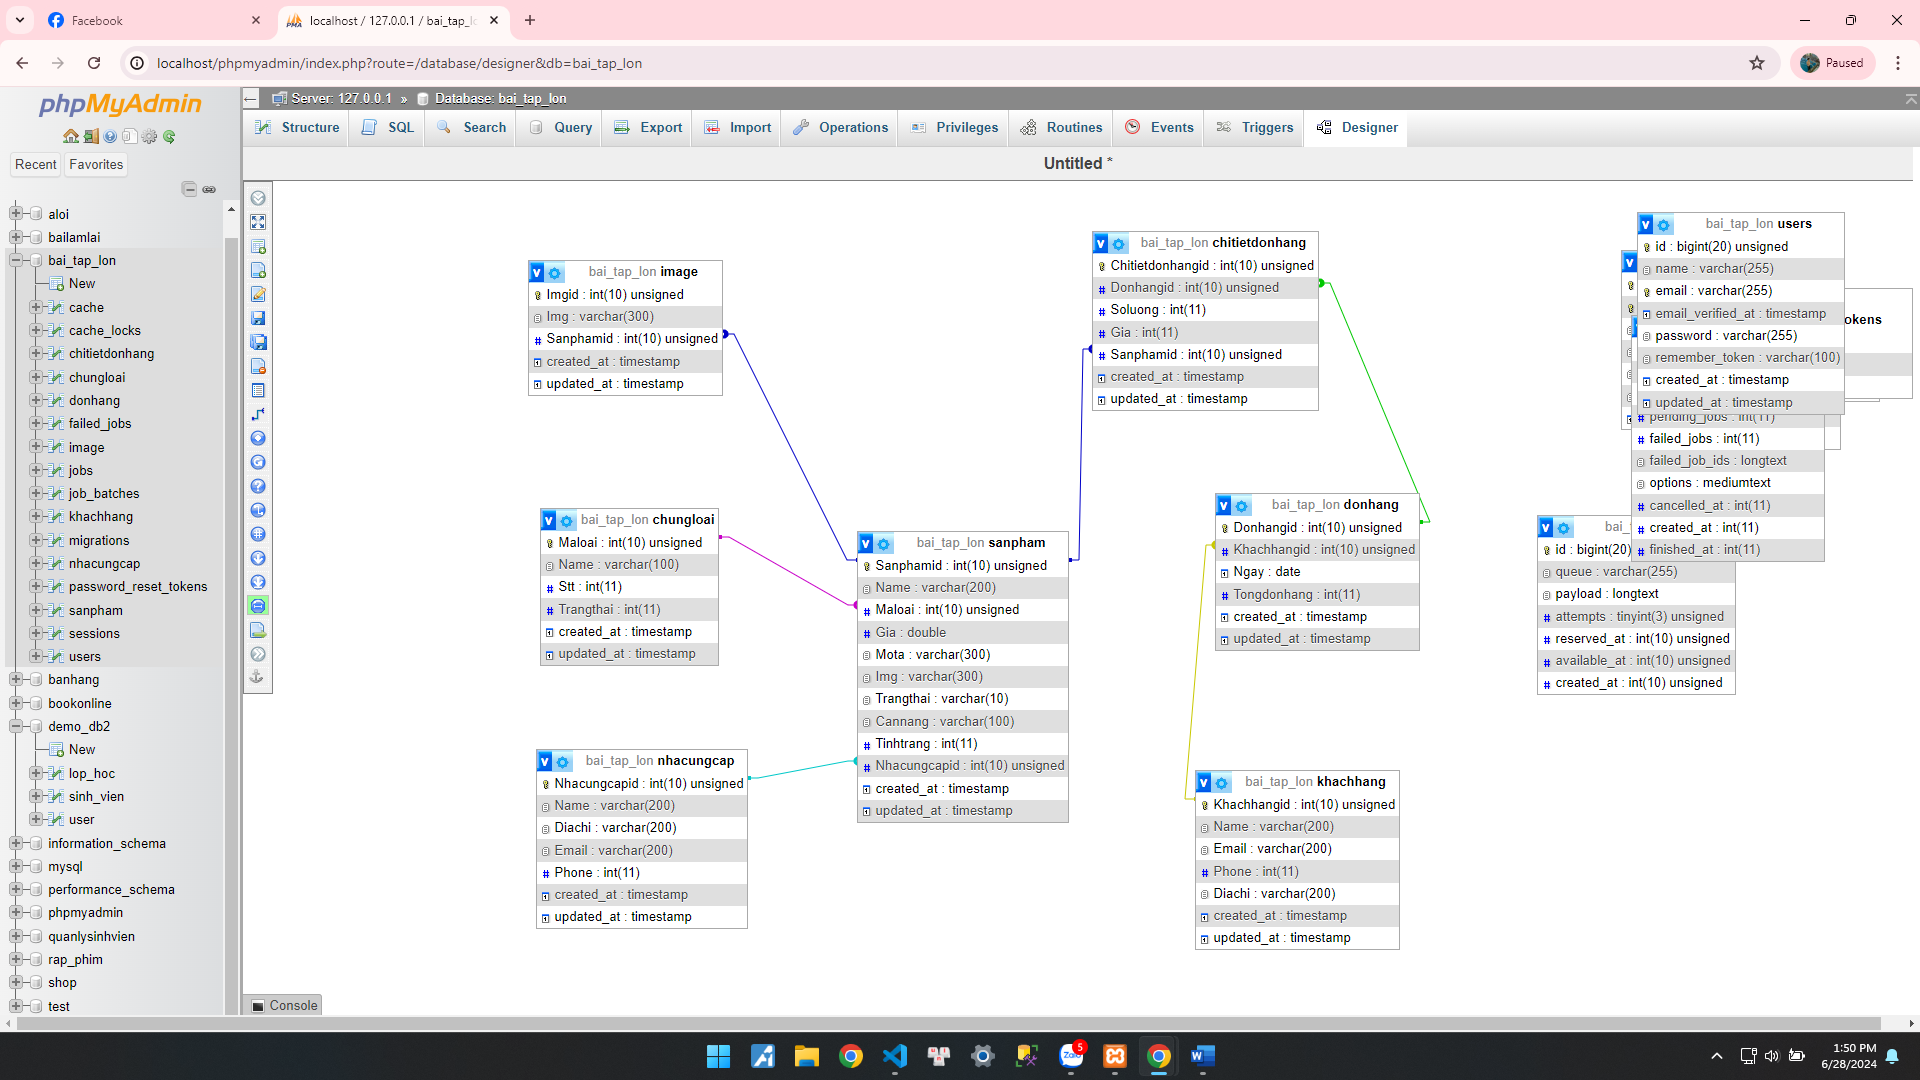 Facebook
localhost / 127.0.0.1 / bai_tap_lo
localhost/phpmyadmin/index.php?route=/database/designer&db=bai_tap_lon
Paused
phpMyAdmin
Recent
Favorites
aloi
bailamlai
bai_tap_lon
New
cache
cache_locks
chitietdonhang
chungloai
donhang
failed_jobs
image
jobs
job_batches
khachhang
migrations
nhacungcap
password_reset_tokens
sanpham
sessions
users
banhang
bookonline
demo_db2
New
lop_hoc
sinh_vien
user
information_schema
mysql
performance_schema
phpmyadmin
quanlysinhvien
rap_phim
shop
test
Server: 127.0.0.1 » Database: bai_tap_lon
Structure
SQL
Search
Query
Export
Import
Operations
Privileges
Routines
Events
Triggers
Designer
Untitled *
bai_tap_lon image
Imgid : int(10) unsigned
Img : varchar(300)
Sanphamid : int(10) unsigned
created_at : timestamp
updated_at : timestamp
bai_tap_lon chungloai
Maloai : int(10) unsigned
Name : varchar(100)
Stt : int(11)
Trangthai : int(11)
created_at : timestamp
updated_at : timestamp
bai_tap_lon nhacungcap
Nhacungcapid : int(10) unsigned
Name : varchar(200)
Diachi : varchar(200)
Email : varchar(200)
Phone : int(11)
created_at : timestamp
updated_at : timestamp
bai_tap_lon sanpham
Sanphamid : int(10) unsigned
Name : varchar(200)
Maloai : int(10) unsigned
Gia : double
Mota : varchar(300)
Img : varchar(300)
Trangthai : varchar(10)
Cannang : varchar(100)
Tinhtrang : int(11)
Nhacungcapid : int(10) unsigned
created_at : timestamp
updated_at : timestamp
bai_tap_lon chitietdonhang
Chitietdonhangid : int(10) unsigned
Donhangid : int(10) unsigned
Soluong : int(11)
Gia : int(11)
Sanphamid : int(10) unsigned
created_at : timestamp
updated_at : timestamp
bai_tap_lon donhang
Donhangid : int(10) unsigned
Khachhangid : int(10) unsigned
Ngay : date
Tongdonhang : int(11)
created_at : timestamp
updated_at : timestamp
bai_tap_lon khachhang
Khachhangid : int(10) unsigned
Name : varchar(200)
Email : varchar(200)
Phone : int(11)
Diachi : varchar(200)
created_at : timestamp
updated_at : timestamp
bai_tap_lon users
id : bigint(20) unsigned
name : varchar(255)
email : varchar(255)
email_verified_at : timestamp
password : varchar(255)
remember_token : varchar(100)
created_at : timestamp
updated_at : timestamp
okens
pending_jobs : int(11)
failed_jobs : int(11)
failed_job_ids : longtext
options : mediumtext
cancelled_at : int(11)
created_at : int(11)
finished_at : int(11)
id : bigint(20)
queue : varchar(255)
payload : longtext
attempts : tinyint(3) unsigned
reserved_at : int(10) unsigned
available_at : int(10) unsigned
created_at : int(10) unsigned
Console
Zalo
5
1:50 PM
6/28/2024